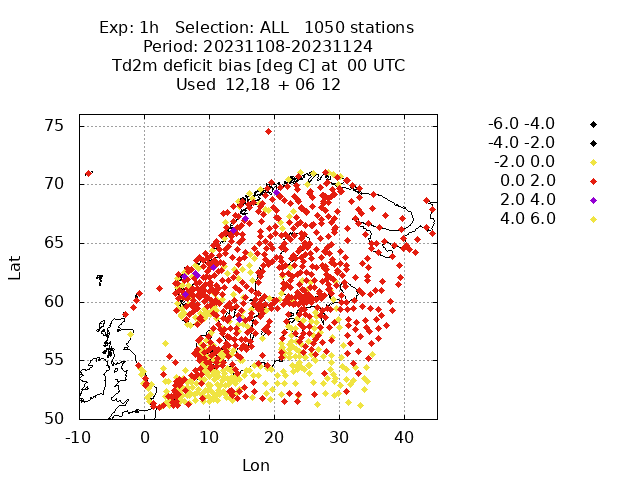 Exp: 1h   Selection: ALL   1050 stations
Period: 20231108-20231124
Td2m deficit bias [deg C] at  00 UTC
Used  12,18 + 06 12
-6.0 -4.0
-4.0 -2.0
-2.0 0.0
0.0 2.0
2.0 4.0
4.0 6.0
75
70
65
60
55
50
Lat
-10 0 10 20 30 40
Lon